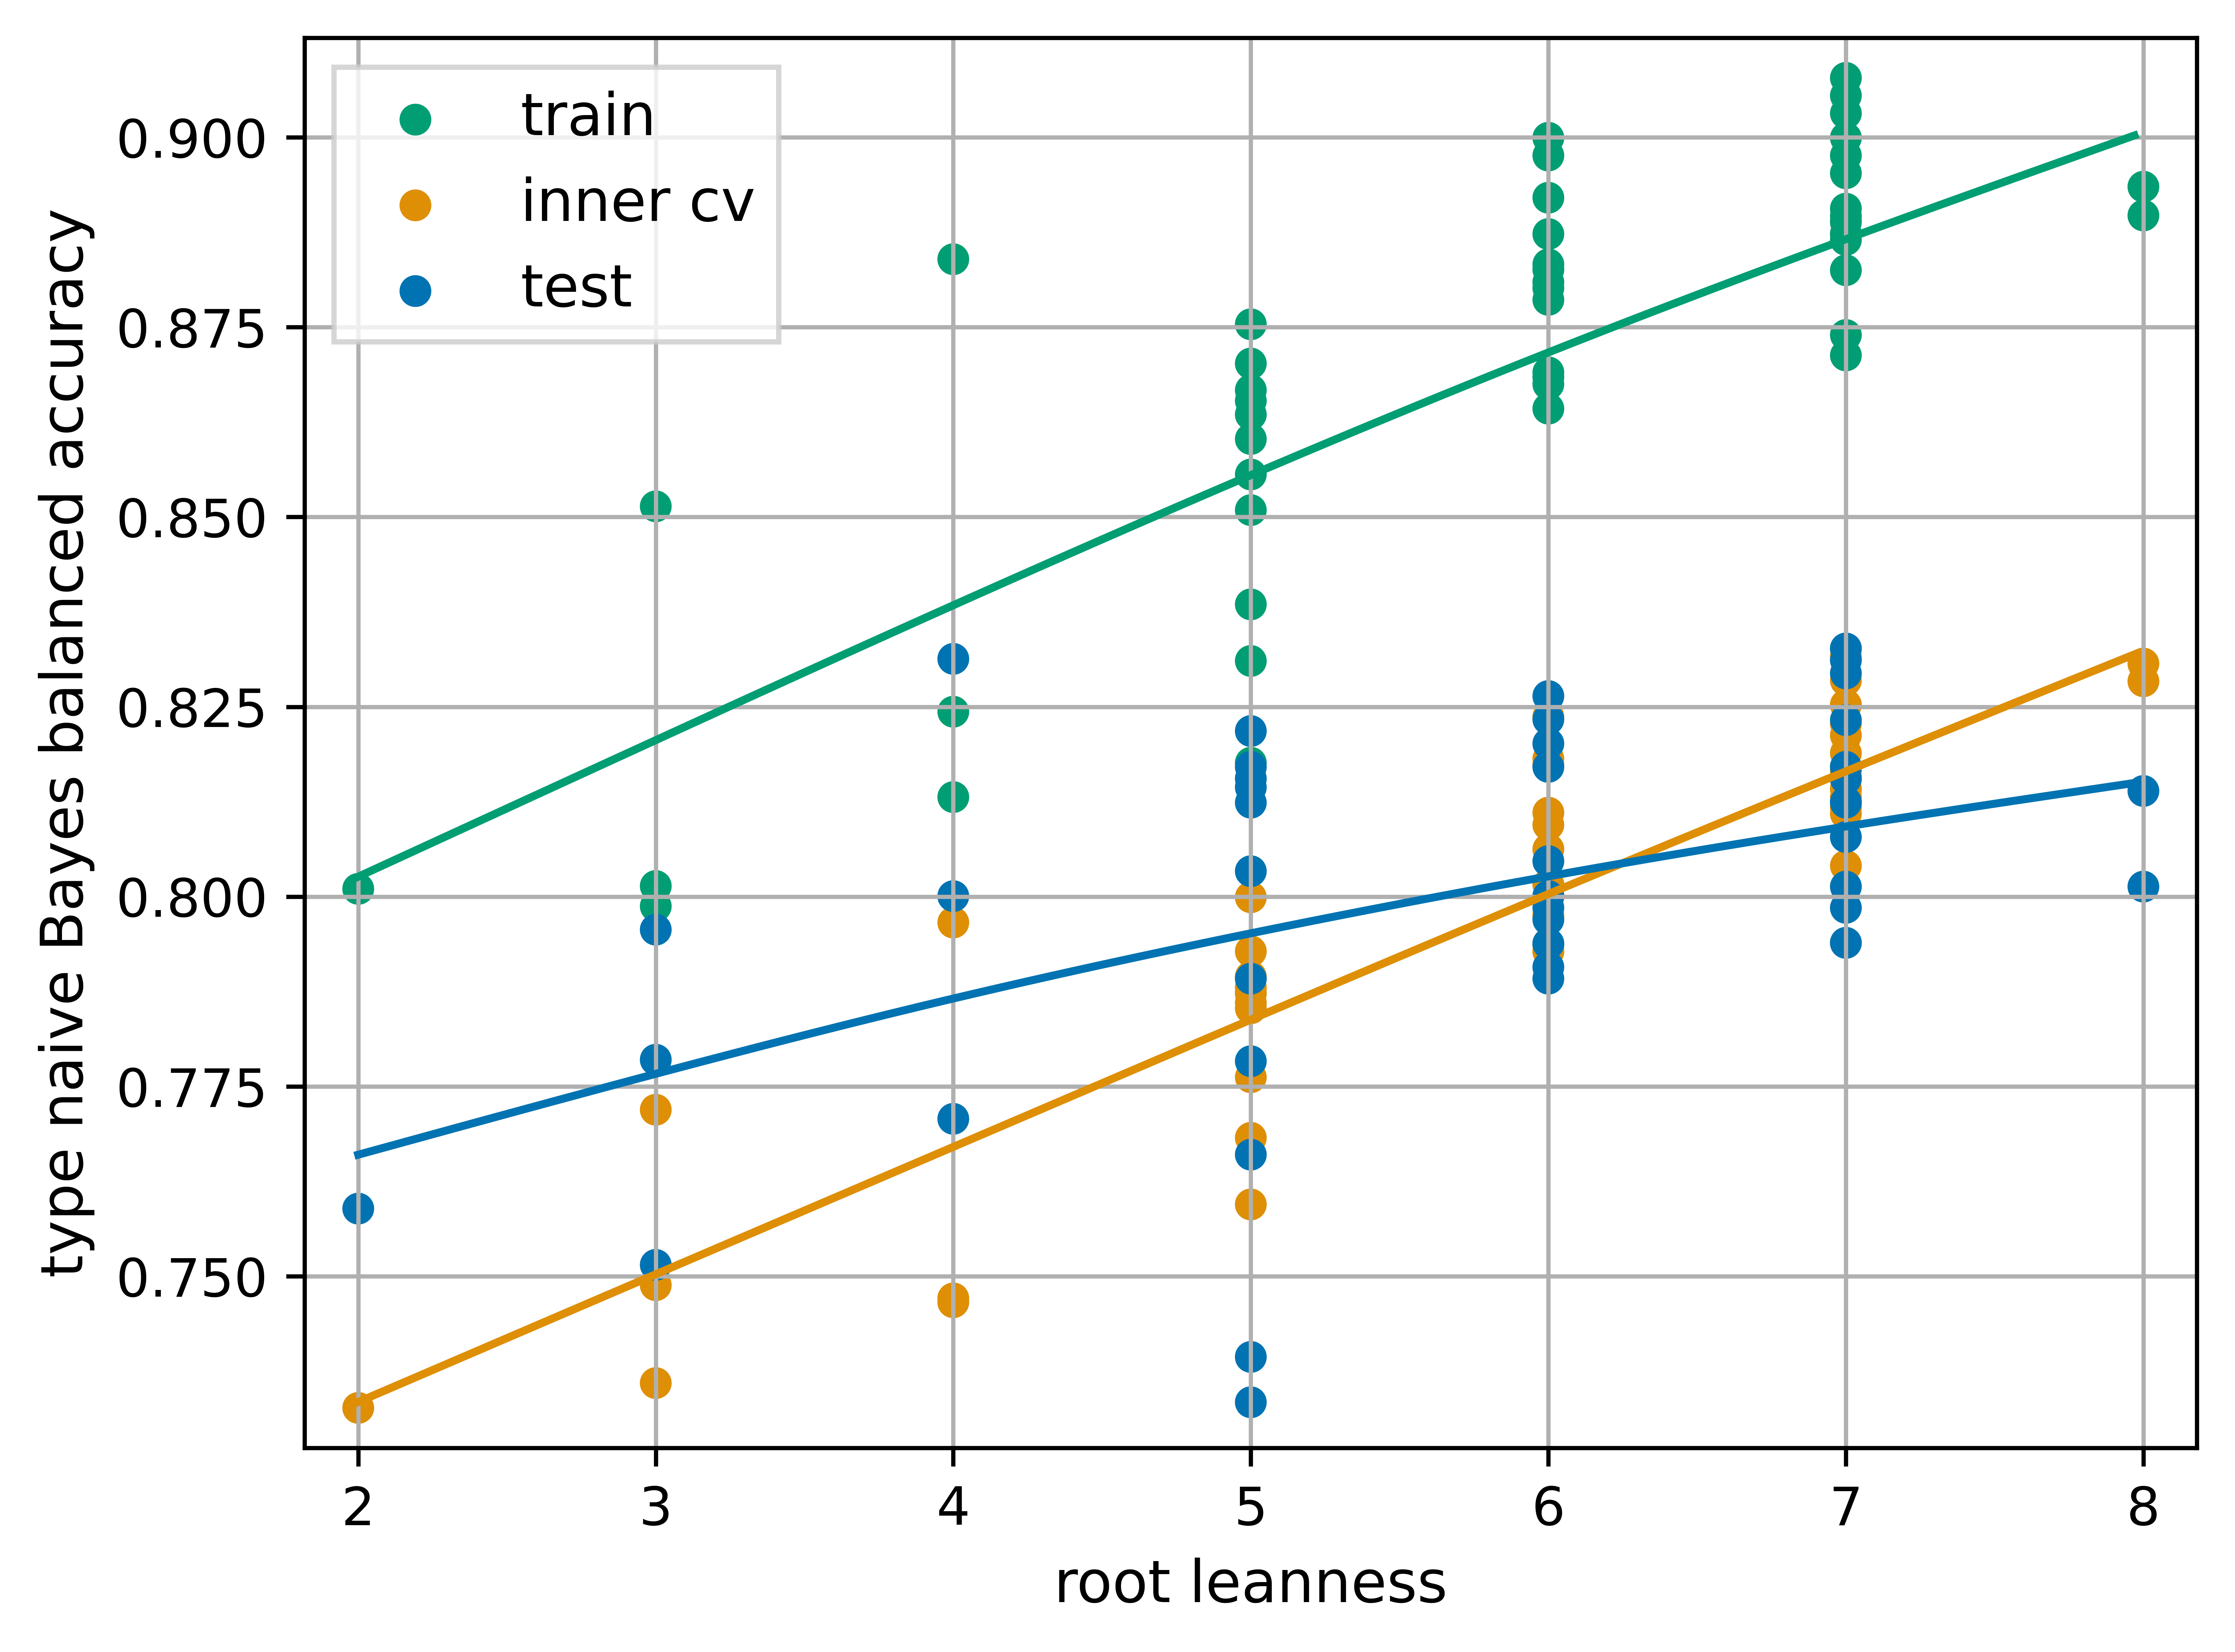 train
inner cv
test
0.900
0.875
0.850
0.825
0.800
0.775
0.750
type naive Bayes balanced accuracy
2 3 4 5 6 7 8
root leanness